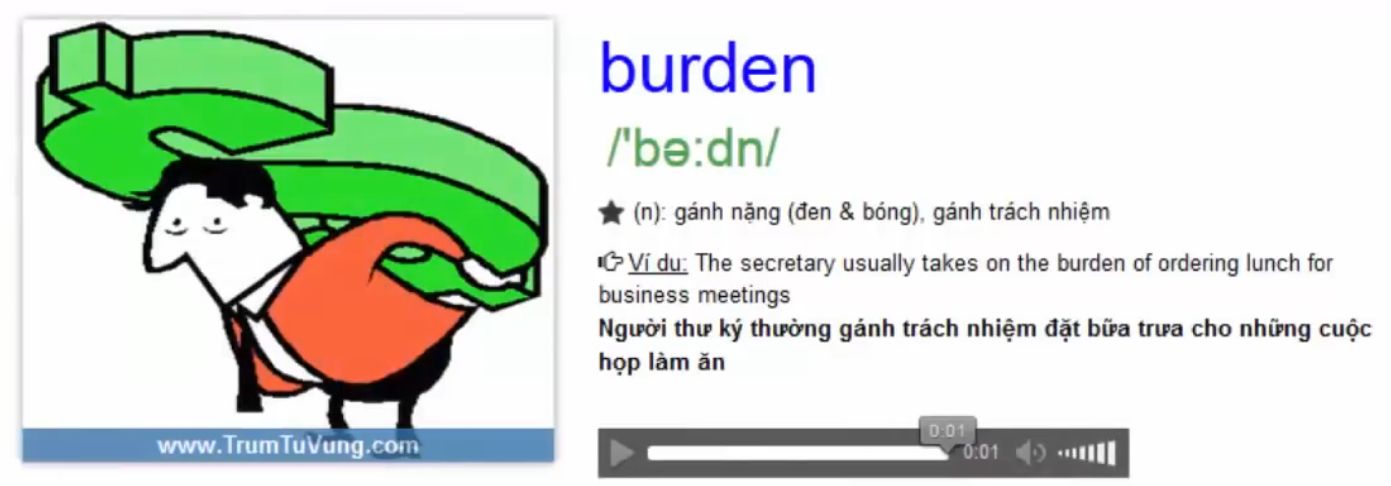 burden
/'bə:dn/
★ (n): gánh nặng (đen & bóng), gánh trách nhiệm
Ví dụ: The secretary usually takes on the burden of ordering lunch for
business meetings
Người thư ký thường gánh trách nhiệm đặt bữa trưa cho những cuộc
họp làm ăn
www.TrumTuVung.com
0:01
0:01